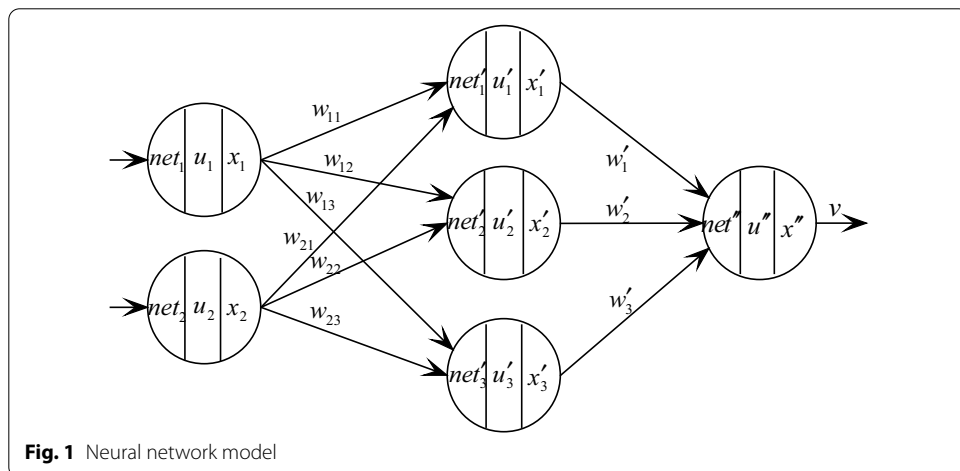 net′₁ u′₁ x′₁
w₁₁
net₁ u₁ x₁
w₁₂
w′₁
w₁₃
net′₂ u′₂ x′₂
w′₂
net″ u″ x″
v
w₂₁
w₂₂
net₂ u₂ x₂
w₂₃
w′₃
net′₃ u′₃ x′₃
Fig. 1 Neural network model